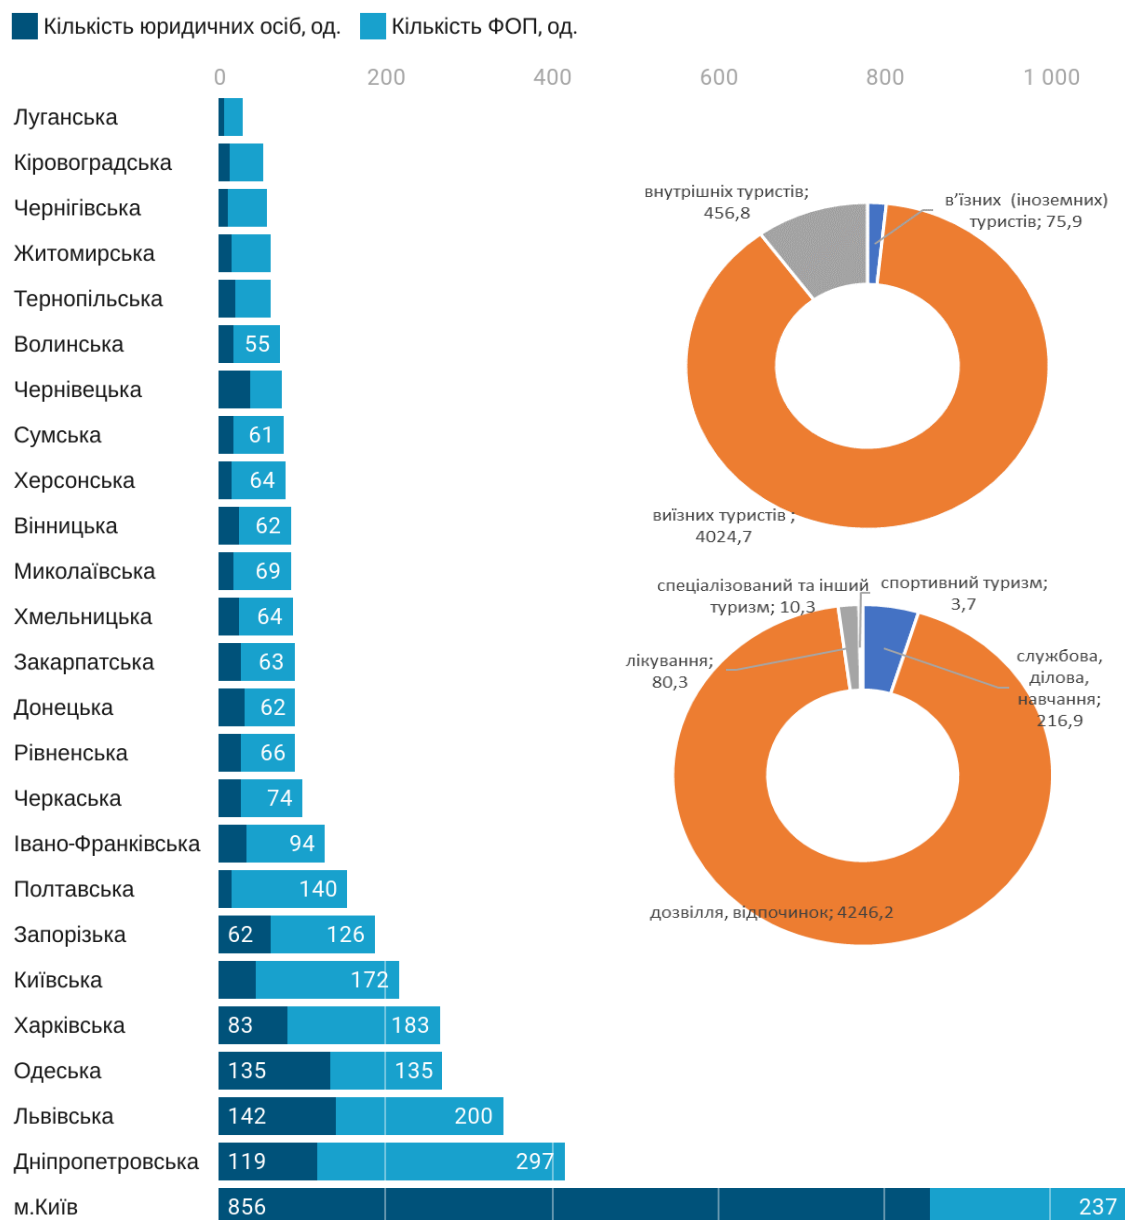 Кількість юридичних осіб, од. Кількість ФОП, од.
0 200 400 600 800 1 000
Луганська
Кіровоградська
Чернігівська
Житомирська
Тернопільська
Волинська 55
Чернівецька
Сумська 61
Херсонська 64
Вінницька 62
Миколаївська 69
Хмельницька 64
Закарпатська 63
Донецька 62
Рівненська 66
Черкаська 74
Івано-Франківська 94
Полтавська 140
Запорізька 62 126
Київська 172
Харківська 83 183
Одеська 135 135
Львівська 142 200
Дніпропетровська 119 297
м.Київ 856 237
внутрішніх туристів;
456,8
в’їзних (іноземних)
туристів; 75,9
виїзних туристів ;
4024,7
спеціалізований та інший
туризм; 10,3
спортивний туризм;
3,7
лікування;
80,3
службова,
ділова,
навчання;
216,9
дозвілля, відпочинок; 4246,2